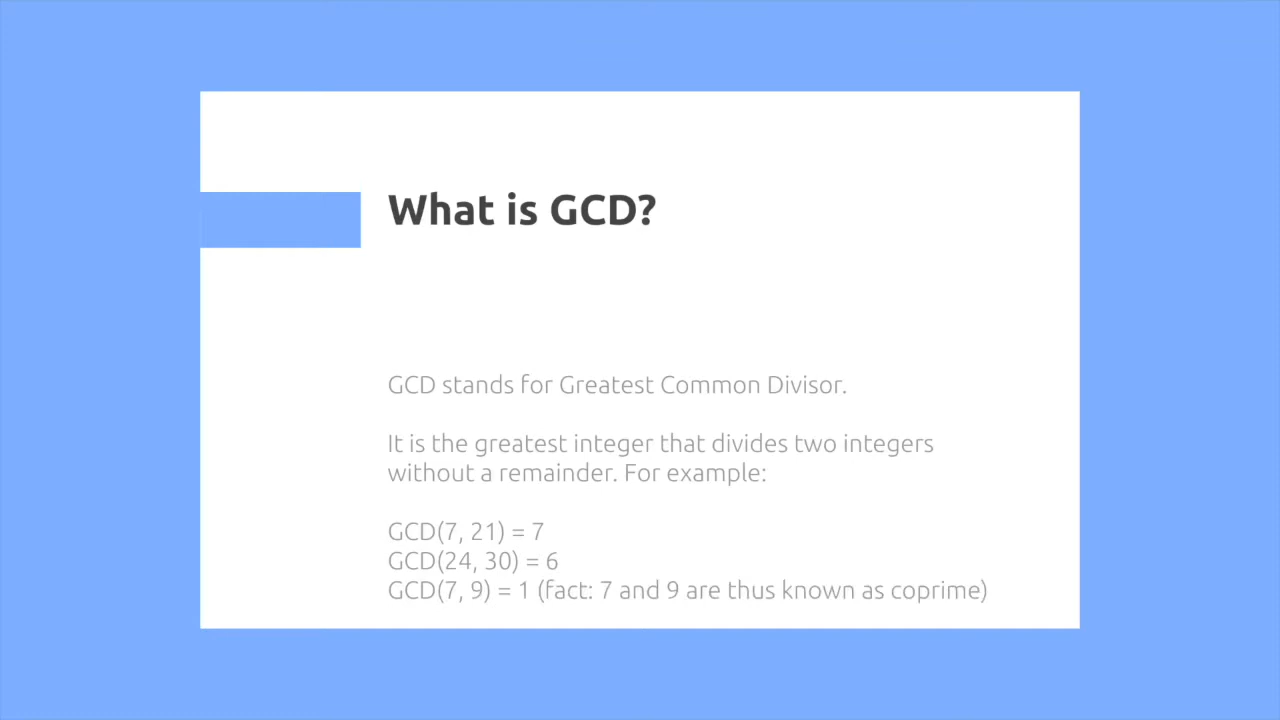 What is GCD?
GCD stands for Greatest Common Divisor.
It is the greatest integer that divides two integers
without a remainder. For example:
GCD(7, 21) = 7
GCD(24, 30) = 6
GCD(7, 9) = 1 (fact: 7 and 9 are thus known as coprime)